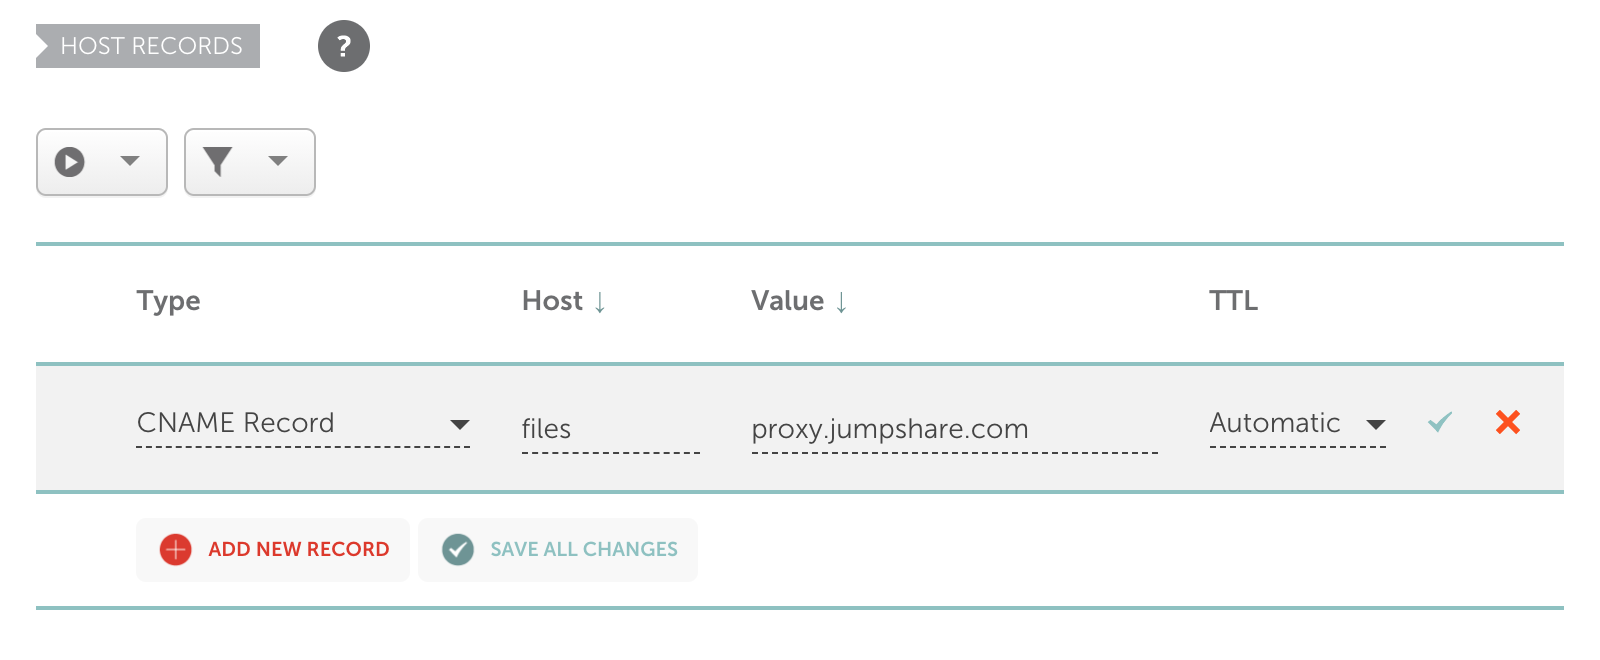 HOST RECORDS ?
Type Host ↓ Value ↓ TTL
CNAME Record files proxy.jumpshare.com Automatic
ADD NEW RECORD SAVE ALL CHANGES